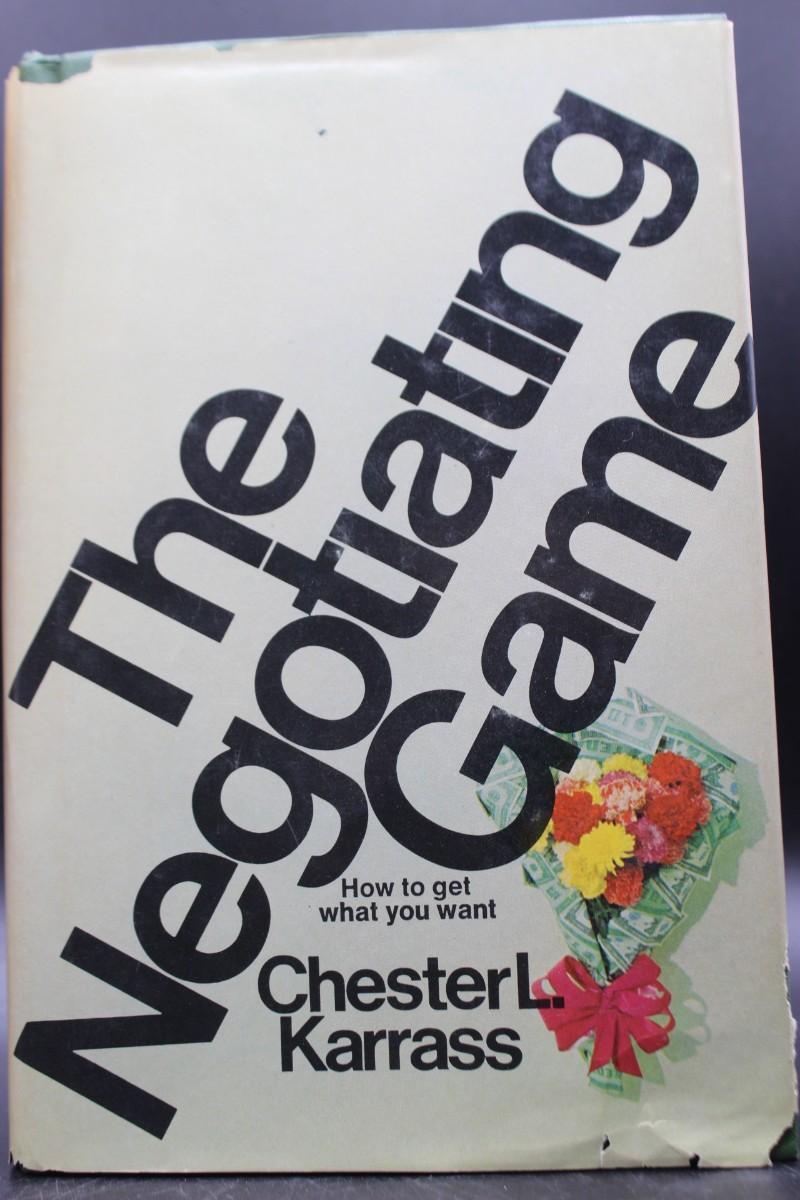 The
Negotiating
Game
How to get
what you want
Chester L.
Karrass